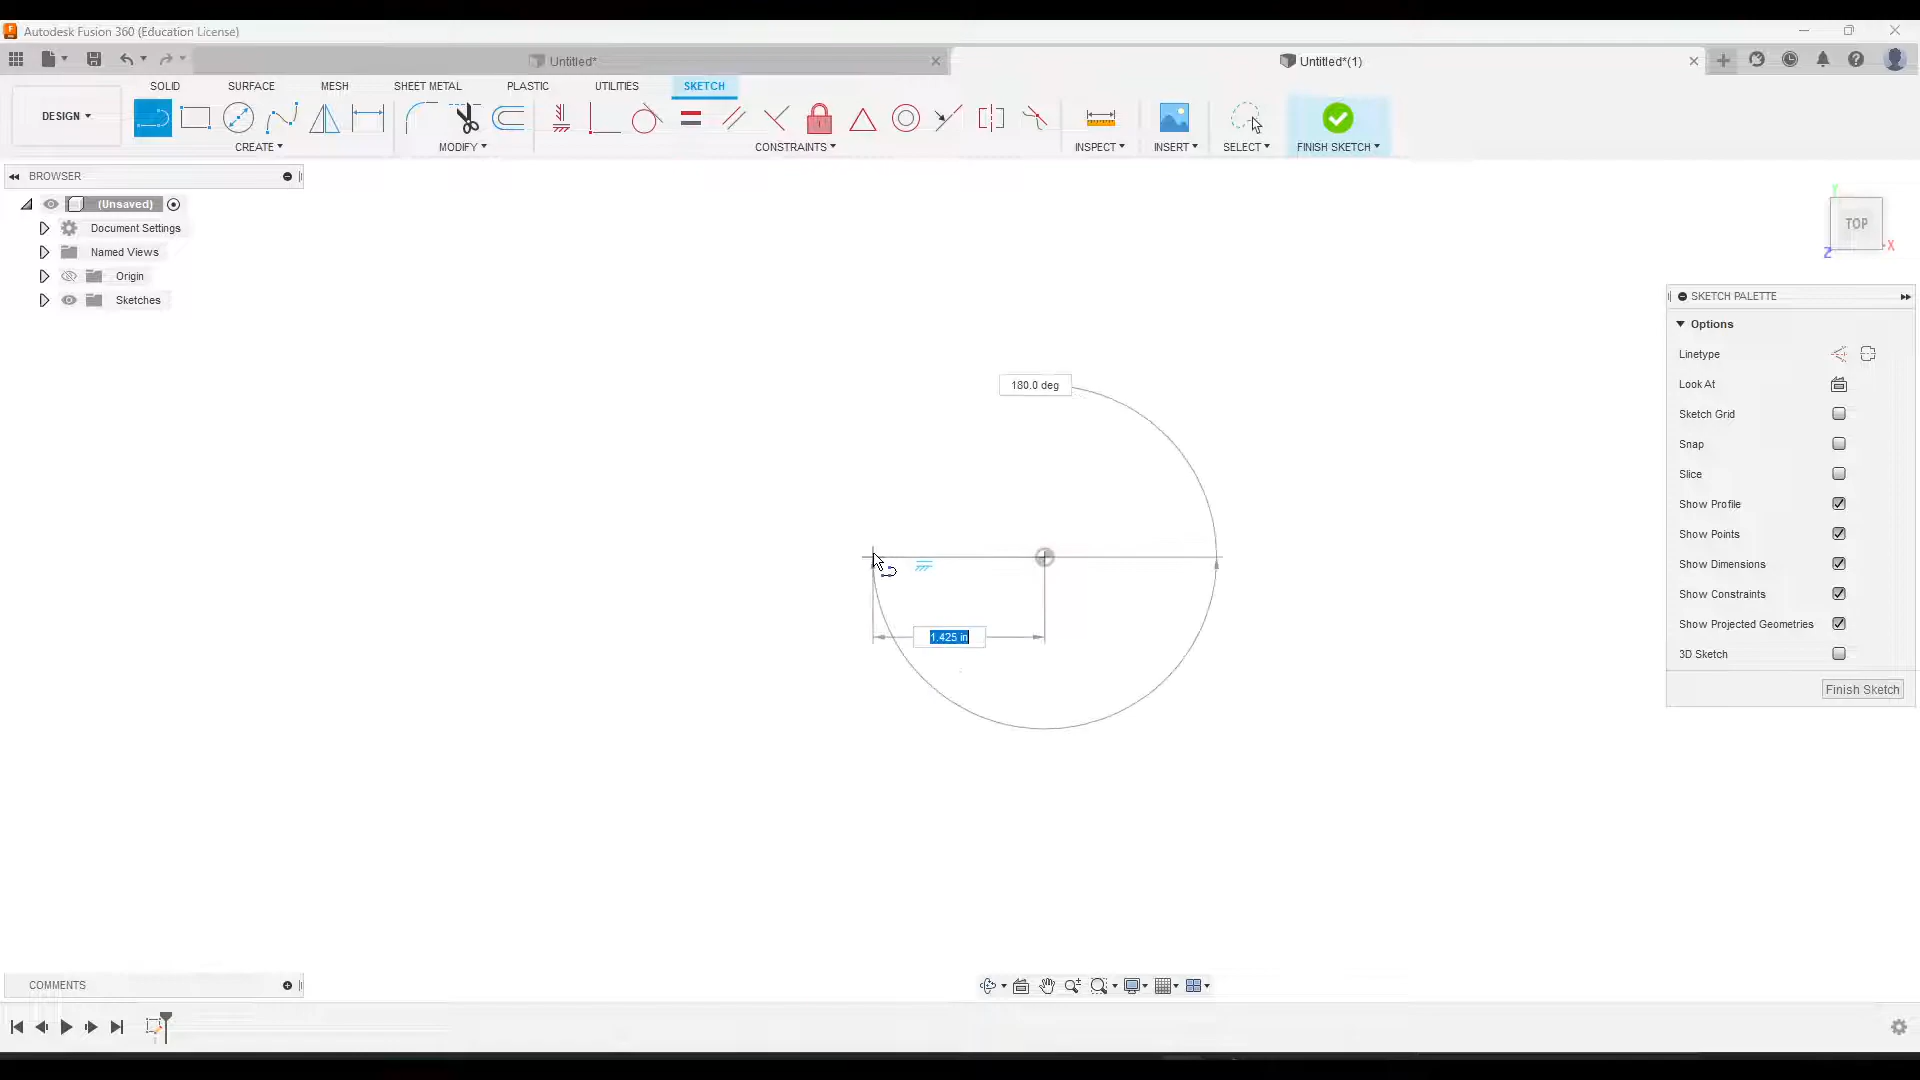 Autodesk Fusion 360 (Education License)
Untitled*
Untitled*(1)
SOLID SURFACE MESH SHEET METAL PLASTIC UTILITIES SKETCH
DESIGN
CREATE MODIFY CONSTRAINTS INSPECT INSERT SELECT FINISH SKETCH
BROWSER
(Unsaved)
Document Settings
Named Views
Origin
Sketches
Y
TOP
X
Z
SKETCH PALETTE
Options
Linetype
Look At
Sketch Grid
Snap
Slice
Show Profile
Show Points
Show Dimensions
Show Constraints
Show Projected Geometries
3D Sketch
Finish Sketch
180.0 deg
1.425 in
COMMENTS